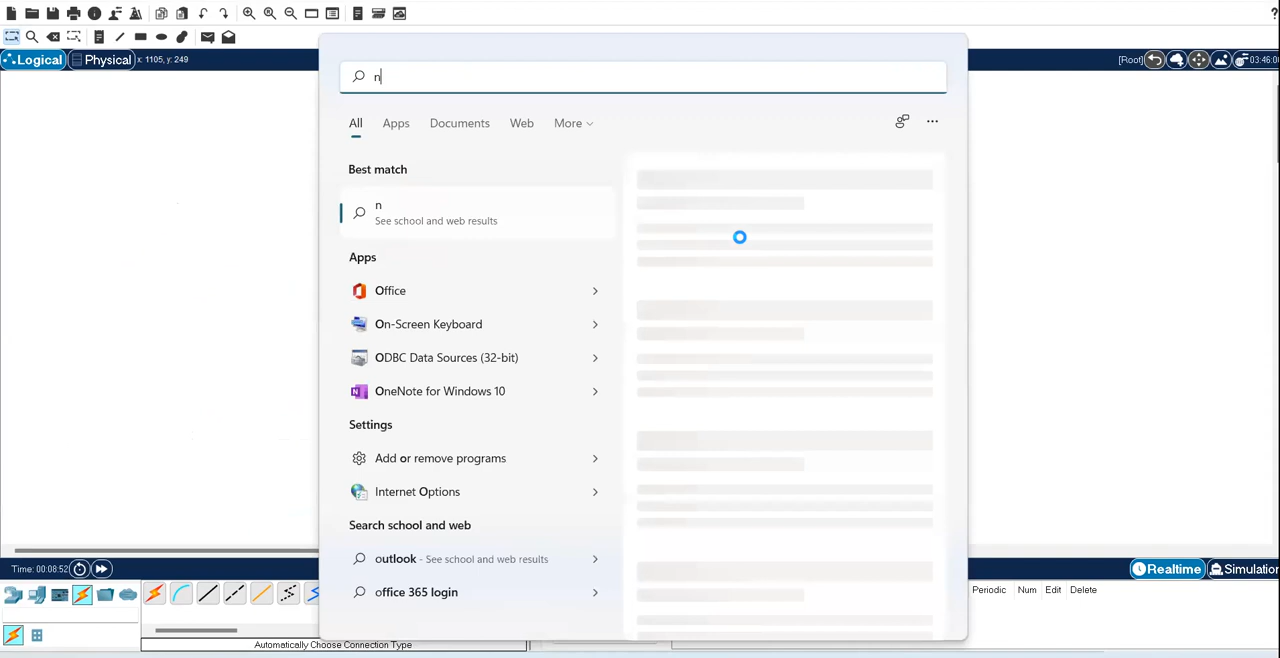 ?
Logical Physical x: 1105, y: 249 [Root] 03:46:0
n
All Apps Documents Web More
Best match
n
See school and web results
Apps
Office
On-Screen Keyboard
ODBC Data Sources (32-bit)
OneNote for Windows 10
Settings
Add or remove programs
Internet Options
Search school and web
outlook - See school and web results
office 365 login
Time: 00:08:52 Realtime Simulation
Periodic Num Edit Delete
Automatically Choose Connection Type